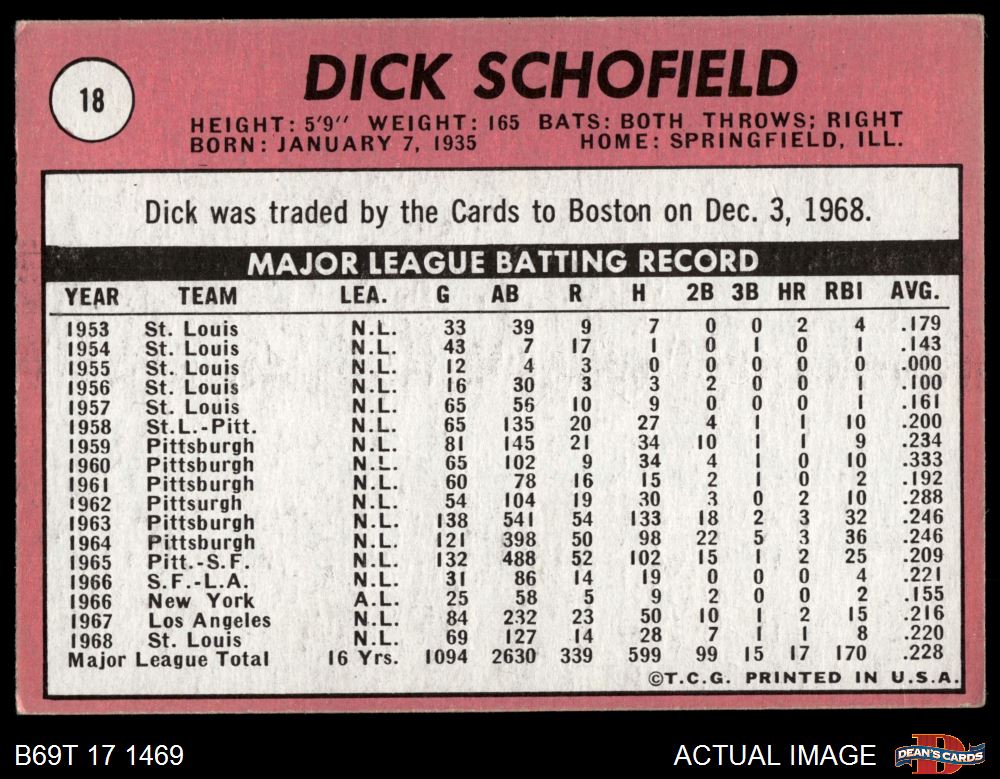 18
DICK SCHOFIELD
HEIGHT: 5'9" WEIGHT: 165 BATS: BOTH THROWS: RIGHT
BORN: JANUARY 7, 1935 HOME: SPRINGFIELD, ILL.
Dick was traded by the Cards to Boston on Dec. 3, 1968.
MAJOR LEAGUE BATTING RECORD
YEAR TEAM LEA. G AB R H 2B 3B HR RBI AVG.
1953 St. Louis N.L. 33 39 9 7 0 0 2 4 .179
1954 St. Louis N.L. 43 7 17 1 0 1 0 1 .143
1955 St. Louis N.L. 12 4 3 0 0 0 0 0 .000
1956 St. Louis N.L. 16 30 3 3 2 0 0 1 .100
1957 St. Louis N.L. 65 56 10 9 0 0 0 1 .161
1958 St.L.-Pitt. N.L. 65 135 20 27 4 1 1 10 .200
1959 Pittsburgh N.L. 81 145 21 34 10 1 1 9 .234
1960 Pittsburgh N.L. 65 102 9 34 4 1 0 10 .333
1961 Pittsburgh N.L. 60 78 16 15 2 1 0 2 .192
1962 Pittsurgh N.L. 54 104 19 30 3 0 2 10 .288
1963 Pittsburgh N.L. 138 541 54 133 18 2 3 32 .246
1964 Pittsburgh N.L. 121 398 50 98 22 5 3 36 .246
1965 Pitt.-S.F. N.L. 132 488 52 102 15 1 2 25 .209
1966 S.F.-L.A. N.L. 31 86 14 19 0 0 0 4 .221
1966 New York A.L. 25 58 5 9 2 0 0 2 .155
1967 Los Angeles N.L. 84 232 23 50 10 1 2 15 .216
1968 St. Louis N.L. 69 127 14 28 7 1 1 8 .220
Major League Total 16 Yrs. 1094 2630 339 599 99 15 17 170 .228
©T.C.G. PRINTED IN U.S.A.
B69T 17 1469 ACTUAL IMAGE DEAN'S CARDS